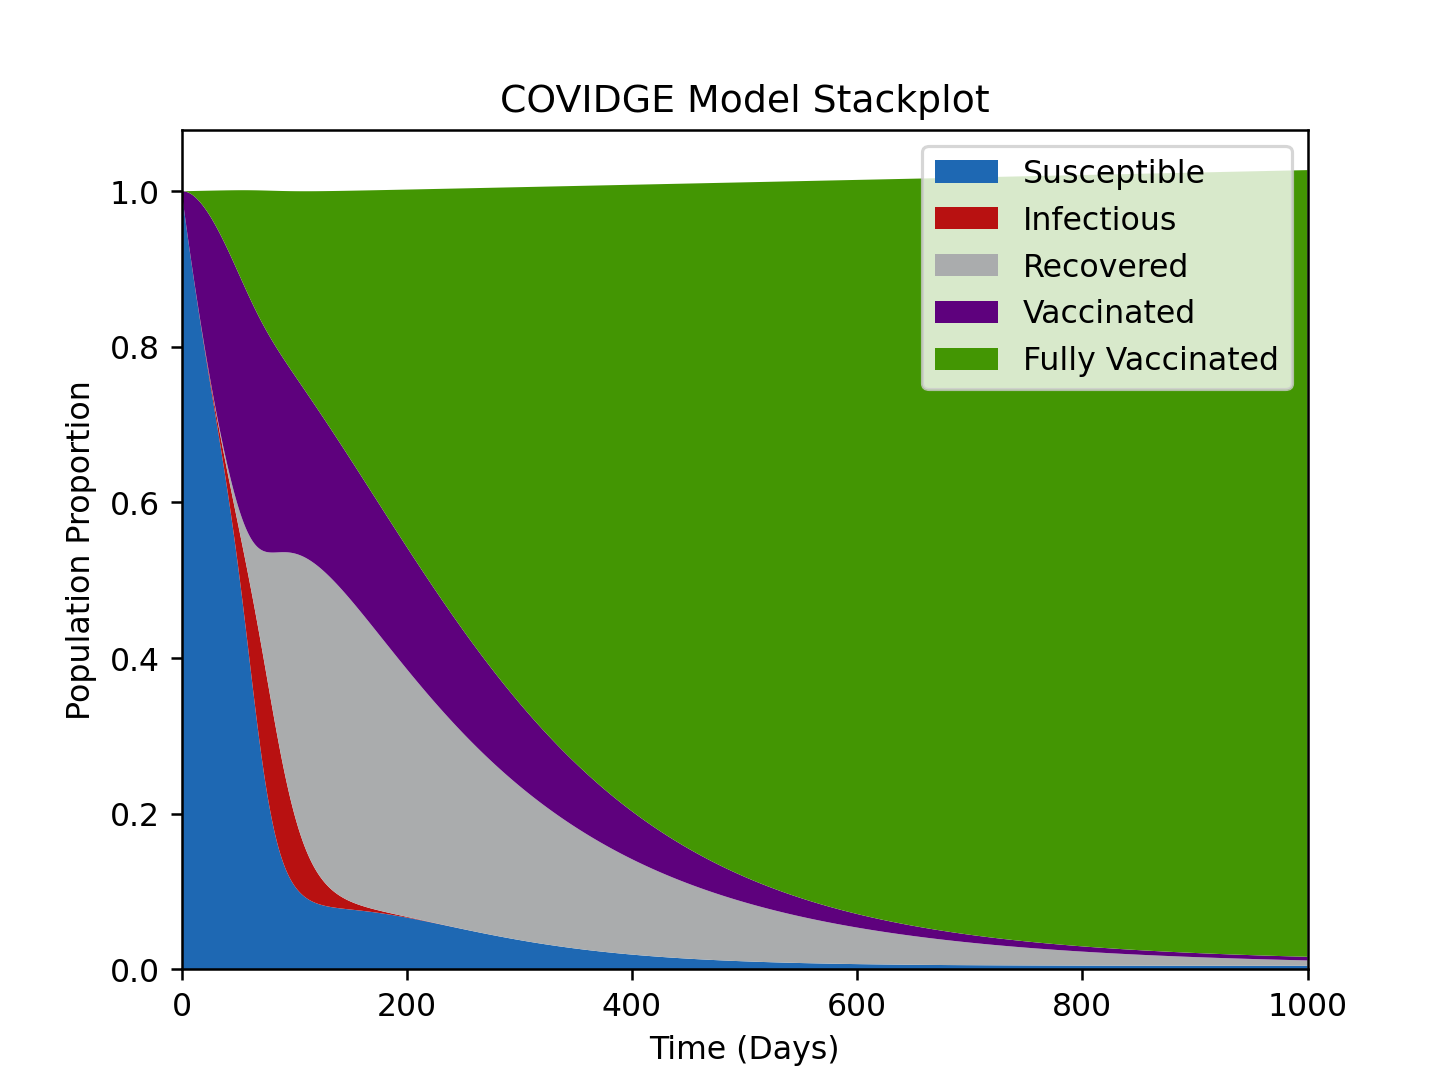 COVIDGE Model Stackplot
Susceptible
Infectious
Recovered
Vaccinated
Fully Vaccinated
Population Proportion
1.0
0.8
0.6
0.4
0.2
0.0
0 200 400 600 800 1000
Time (Days)